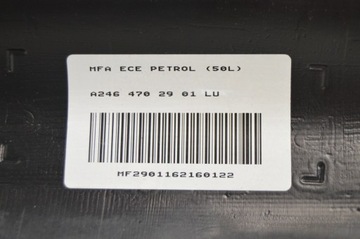 MFA ECE PETROL (50L)
A246 470 29 01 LU
MF2901162160122